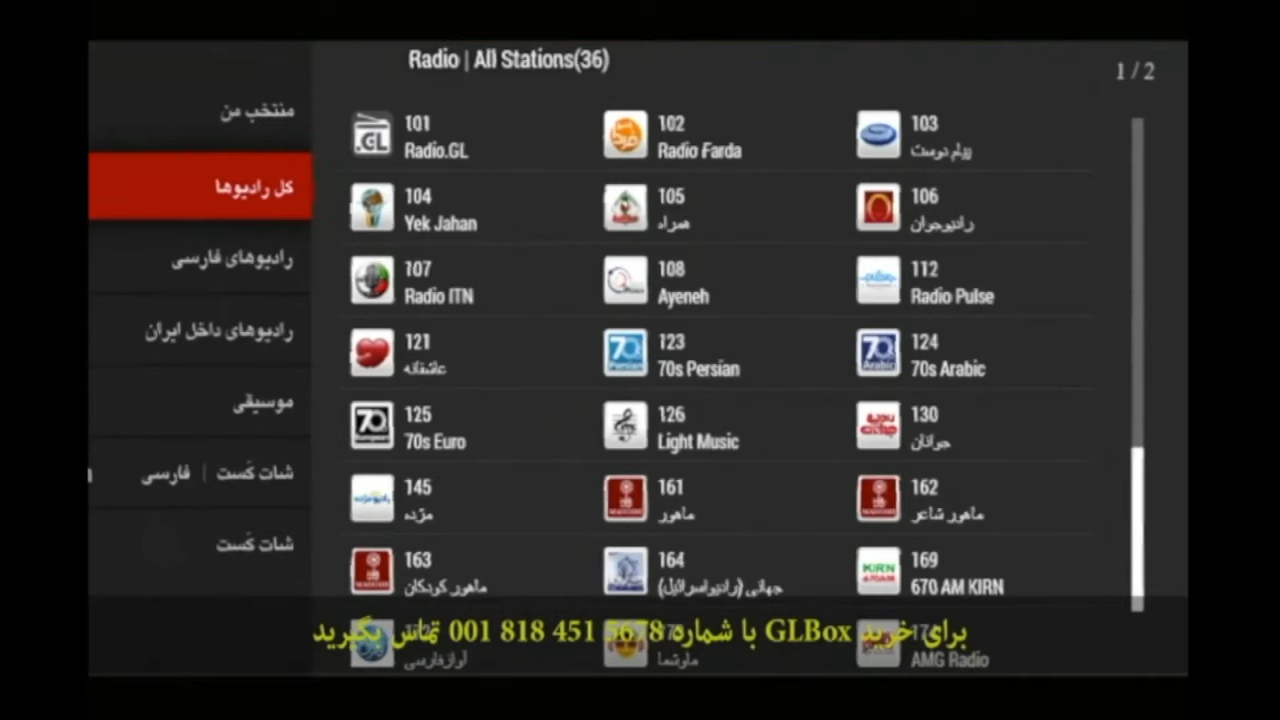 Radio | All Stations(36)
1 / 2
منتخب من
کل رادیوها
رادیوهای فارسی
رادیوهای داخل ایران
موسیقی
شات کَست | فارسی
شات کَست
101
Radio.GL
102
Radio Farda
103
پیام دوست
104
Yek Jahan
105
همراه
106
رادیوجوان
107
Radio ITN
108
Ayeneh
112
Radio Pulse
121
عاشقانه
123
70s Persian
124
70s Arabic
125
70s Euro
126
Light Music
130
جوانان
145
مژده
161
ماهور
162
ماهور شاعر
163
ماهور کودکان
164
جهانی (رادیواسرائیل)
169
670 AM KIRN
برای خرید GLBox با شماره 001 818 451 5678 تماس بگیرید
آوازفارسی
ماوشما
AMG Radio